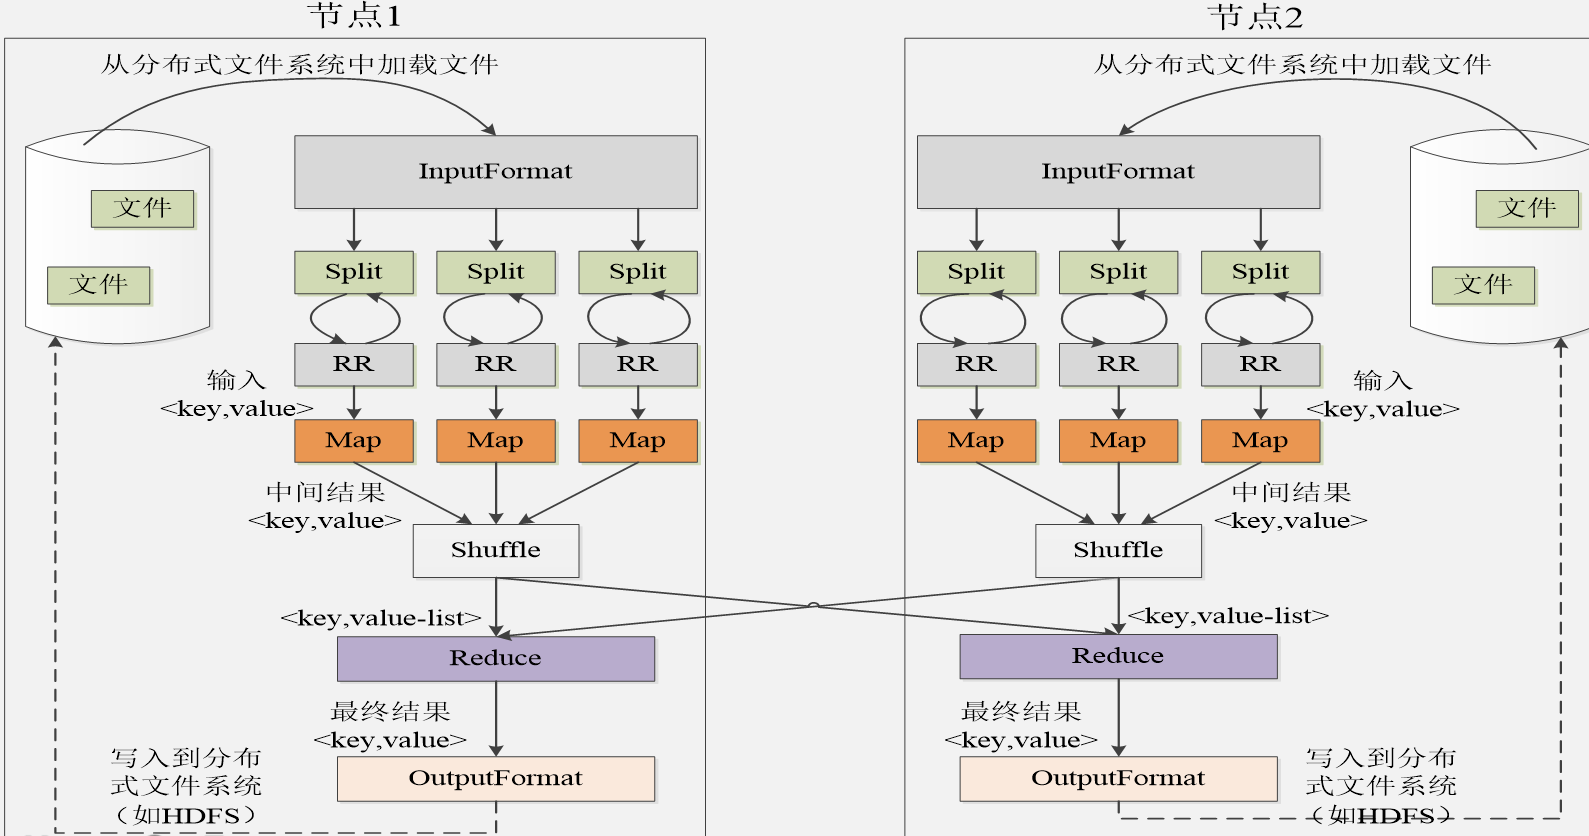 节点1
从分布式文件系统中加载文件
InputFormat
文件
文件
Split
Split
Split
RR
RR
RR
输入
<key,value>
Map
Map
Map
中间结果
<key,value>
Shuffle
<key,value-list>
Reduce
最终结果
<key,value>
OutputFormat
写入到分布
式文件系统
（如HDFS）
节点2
从分布式文件系统中加载文件
InputFormat
文件
文件
Split
Split
Split
RR
RR
RR
输入
<key,value>
Map
Map
Map
中间结果
<key,value>
Shuffle
<key,value-list>
Reduce
最终结果
<key,value>
OutputFormat
写入到分布
式文件系统
（如HDFS）